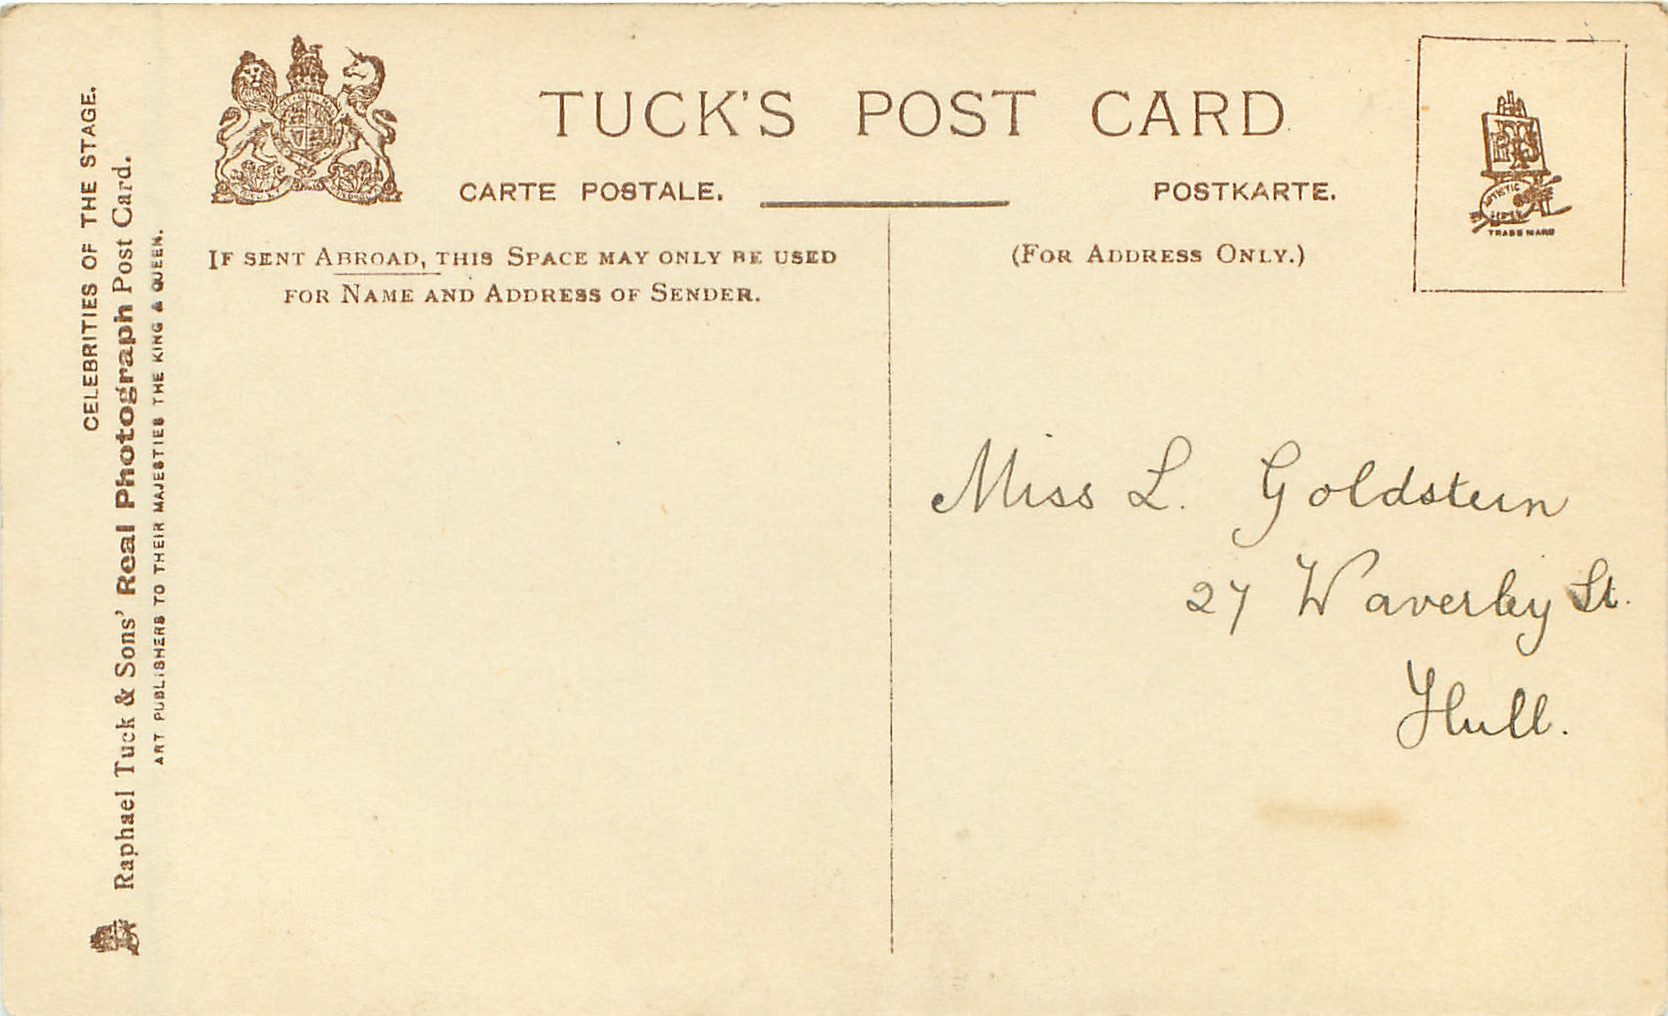 TUCK'S POST CARD
CARTE POSTALE. POSTKARTE.
IF SENT ABROAD, THIS SPACE MAY ONLY BE USED
FOR NAME AND ADDRESS OF SENDER.
(FOR ADDRESS ONLY.)
TRADE MARK
Miss L. Goldstein
27 Waverley St.
Hull.
CELEBRITIES OF THE STAGE.
Raphael Tuck & Sons' Real Photograph Post Card.
ART PUBLISHERS TO THEIR MAJESTIES THE KING & QUEEN.